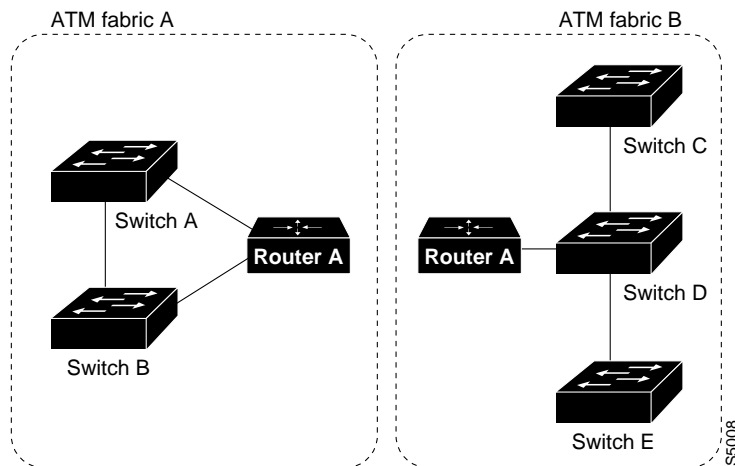 ATM fabric A
ATM fabric B
Switch C
Switch A
Router A
Router A
Switch D
Switch B
Switch E
S5008